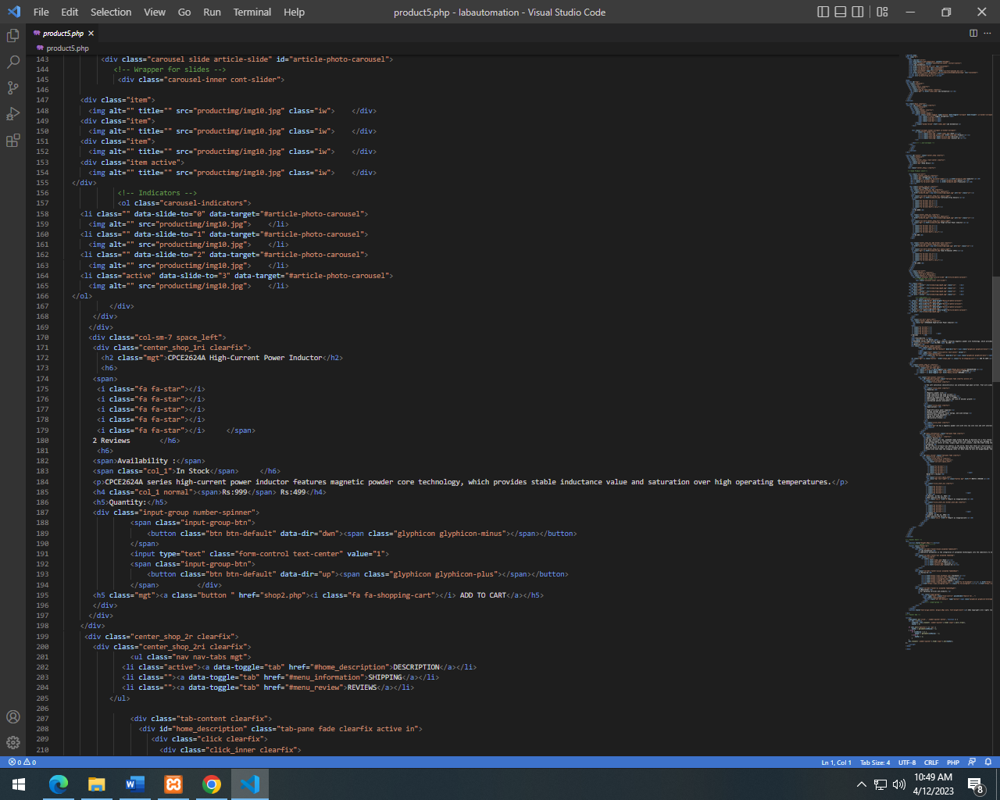 File Edit Selection View Go Run Terminal Help product5.php - labautomation - Visual Studio Code
product5.php
product5.php
143 <div class="carousel slide article-slide" id="article-photo-carousel">
144 <!-- Wrapper for slides -->
145 <div class="carousel-inner cont-slider">
146
147 <div class="item">
148 <img alt="" title="" src="productimg/img10.jpg" class="iw"> </div>
149 <div class="item">
150 <img alt="" title="" src="productimg/img10.jpg" class="iw"> </div>
151 <div class="item">
152 <img alt="" title="" src="productimg/img10.jpg" class="iw"> </div>
153 <div class="item active">
154 <img alt="" title="" src="productimg/img10.jpg" class="iw"> </div>
155 </div>
156 <!-- Indicators -->
157 <ol class="carousel-indicators">
158 <li class="" data-slide-to="0" data-target="#article-photo-carousel">
159 <img alt="" src="productimg/img10.jpg"> </li>
160 <li class="" data-slide-to="1" data-target="#article-photo-carousel">
161 <img alt="" src="productimg/img10.jpg"> </li>
162 <li class="" data-slide-to="2" data-target="#article-photo-carousel">
163 <img alt="" src="productimg/img10.jpg"> </li>
164 <li class="active" data-slide-to="3" data-target="#article-photo-carousel">
165 <img alt="" src="productimg/img10.jpg"> </li>
166 </ol>
167 </div>
168 </div>
169 </div>
170 <div class="col-sm-7 space_left">
171 <div class="center_shop_1ri clearfix">
172 <h2 class="mgt">CPCE2624A High-Current Power Inductor</h2>
173 <h6>
174 <span>
175 <i class="fa fa-star"></i>
176 <i class="fa fa-star"></i>
177 <i class="fa fa-star"></i>
178 <i class="fa fa-star"></i>
179 <i class="fa fa-star"></i> </span>
180 2 Reviews </h6>
181 <h6>
182 <span>Availability :</span>
183 <span class="col_1">In Stock</span> </h6>
184 <p>CPCE2624A series high-current power inductor features magnetic powder core technology, which provides stable inductance value and saturation over high operating temperatures.</p>
185 <h4 class="col_1 normal"><span>Rs:999</span> Rs:499</h4>
186 <h5>Quantity:</h5>
187 <div class="input-group number-spinner">
188 <span class="input-group-btn">
189 <button class="btn btn-default" data-dir="dwn"><span class="glyphicon glyphicon-minus"></span></button>
190 </span>
191 <input type="text" class="form-control text-center" value="1">
192 <span class="input-group-btn">
193 <button class="btn btn-default" data-dir="up"><span class="glyphicon glyphicon-plus"></span></button>
194 </span> </div>
195 <h5 class="mgt"><a class="button " href="shop2.php"><i class="fa fa-shopping-cart"></i> ADD TO CART</a></h5>
196 </div>
197 </div>
198 </div>
199 <div class="center_shop_2r clearfix">
200 <div class="center_shop_2ri clearfix">
201 <ul class="nav nav-tabs mgt">
202 <li class="active"><a data-toggle="tab" href="#home_description">DESCRIPTION</a></li>
203 <li class=""><a data-toggle="tab" href="#menu_information">SHIPPING</a></li>
204 <li class=""><a data-toggle="tab" href="#menu_review">REVIEWS</a></li>
205 </ul>
206
207 <div class="tab-content clearfix">
208 <div id="home_description" class="tab-pane fade clearfix active in">
209 <div class="click clearfix">
210 <div class="click_inner clearfix">
0 0 Ln 1, Col 1 Tab Size: 4 UTF-8 CRLF PHP
10:49 AM
4/12/2023
8